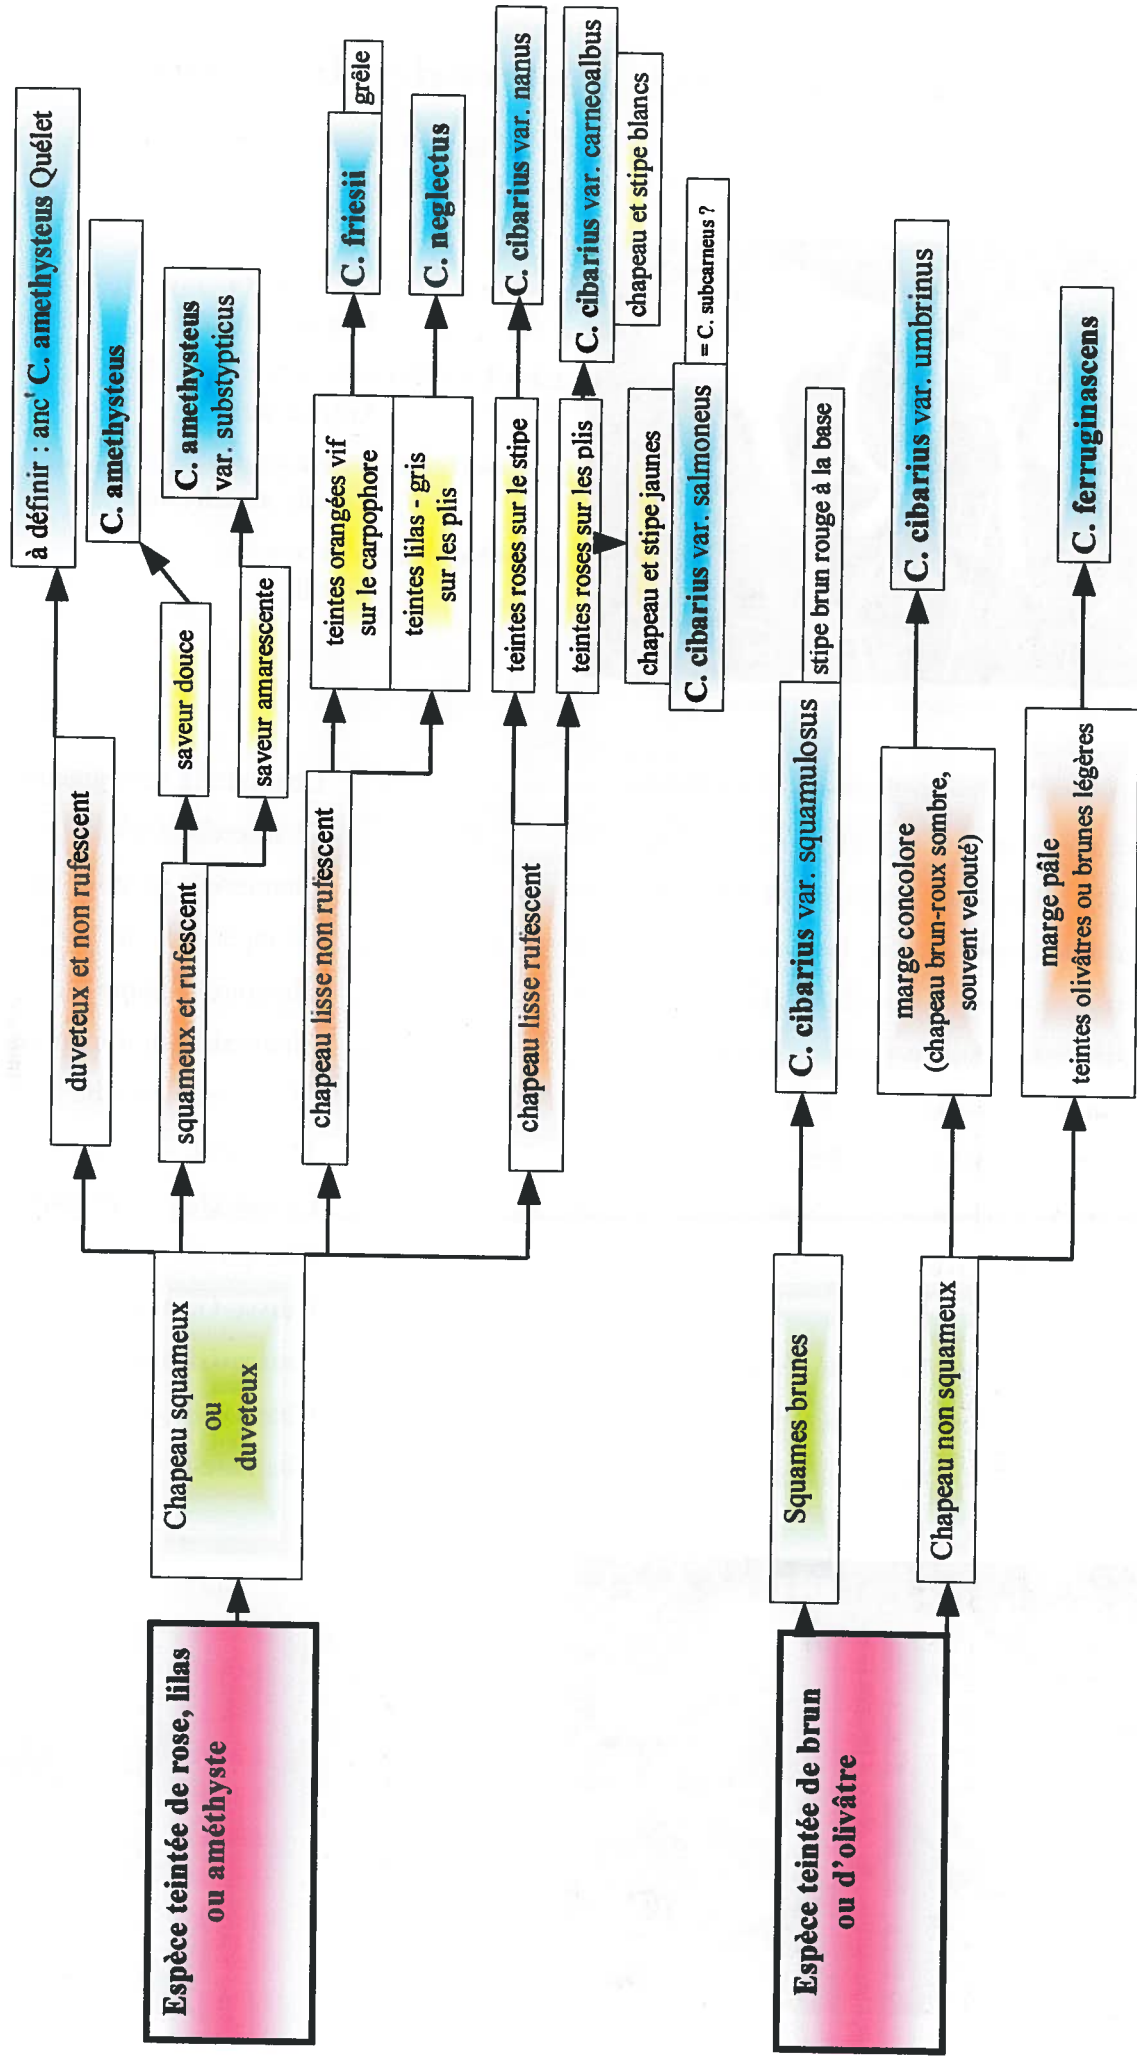 Espèce teintée de rose, lilas
ou améthyste
Chapeau squameux
ou
duveteux
duveteux et non rufescent
à définir : anc' C. amethysteus Quélet
squameux et rufescent
saveur douce
C. amethysteus
saveur amarescente
C. amethysteus
var. substypticus
chapeau lisse non rufescent
teintes orangées vif
sur le carpophore
C. friesii
grêle
teintes lilas - gris
sur les plis
C. neglectus
chapeau lisse rufescent
teintes roses sur le stipe
C. cibarius var. nanus
teintes roses sur les plis
C. cibarius var. carneoalbus
chapeau et stipe blancs
chapeau et stipe jaunes
C. cibarius var. salmoneus
= C. subcarneus ?
Espèce teintée de brun
ou d'olivâtre
Squames brunes
C. cibarius var. squamulosus
stipe brun rouge à la base
Chapeau non squameux
marge concolore
(chapeau brun-roux sombre,
souvent velouté)
C. cibarius var. umbrinus
marge pâle
teintes olivâtres ou brunes légères
C. ferruginascens